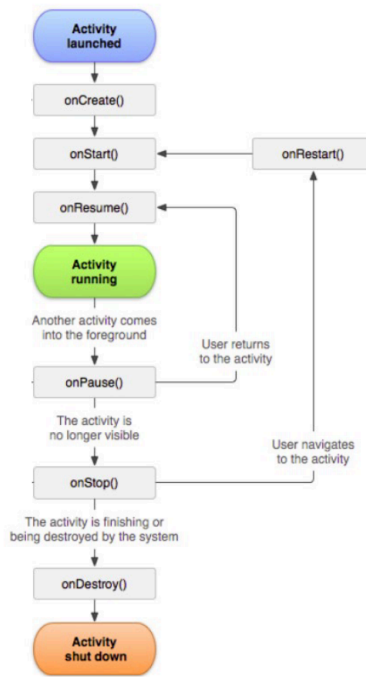 Activity
launched
onCreate()
onStart()
onRestart()
onResume()
Activity
running
Another activity comes
into the foreground
User returns
to the activity
onPause()
The activity is
no longer visible
User navigates
to the activity
onStop()
The activity is finishing or
being destroyed by the system
onDestroy()
Activity
shut down